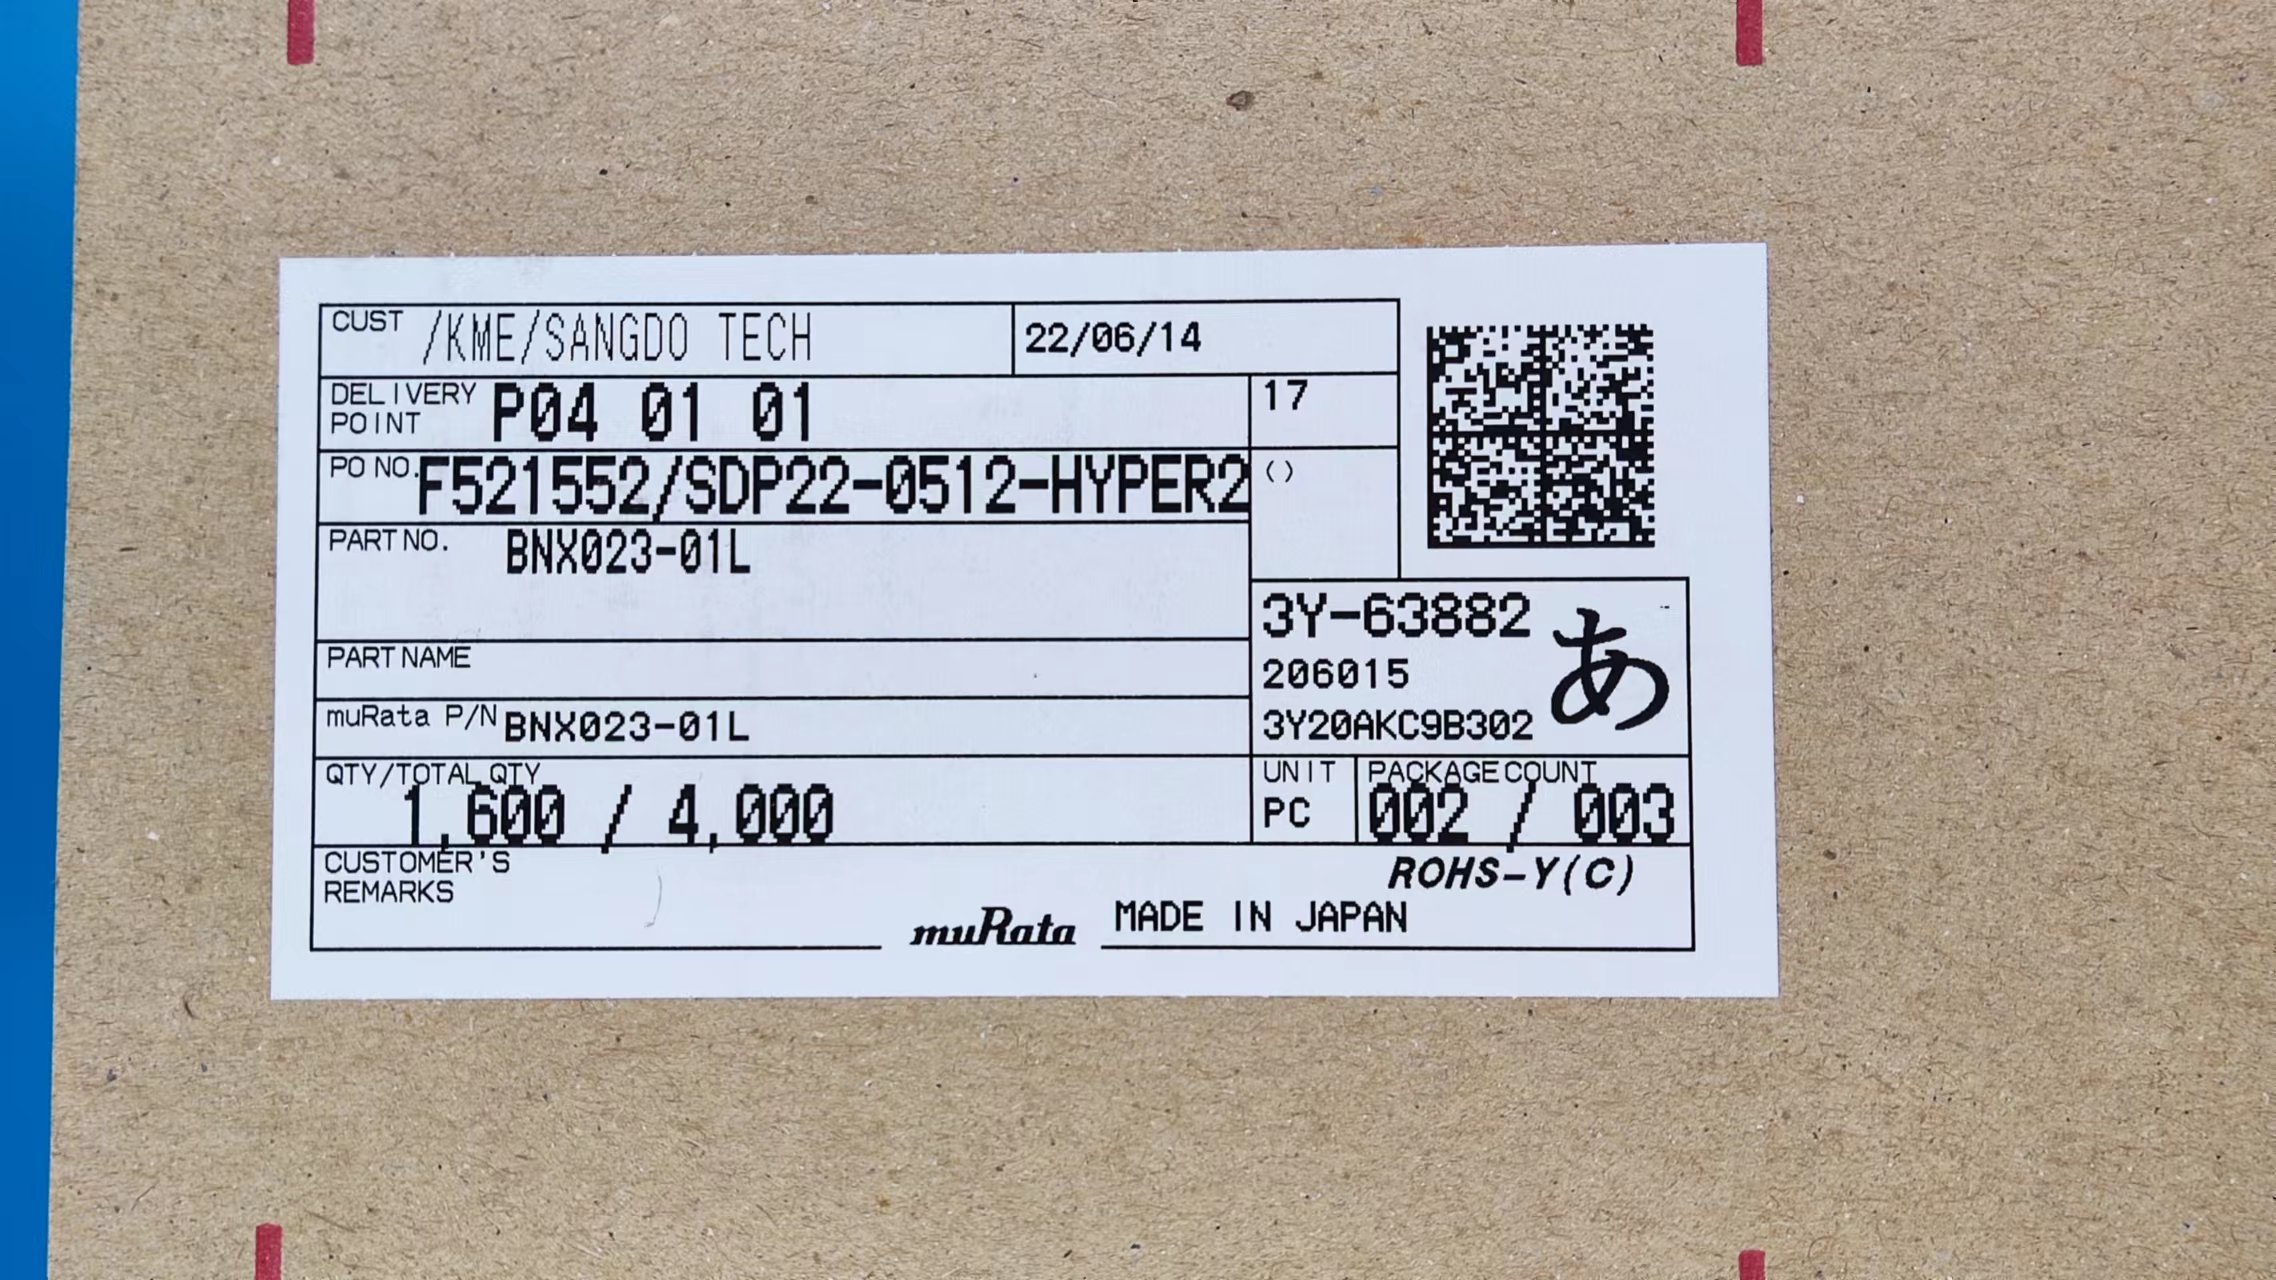 CUST /KME/SANGDO TECH 22/06/14
DELIVERY POINT P04 01 01 17
PO NO. F521552/SDP22-0512-HYPER2 ()
PART NO. BNX023-01L
3Y-63882 あ
PART NAME 206015
muRata P/N BNX023-01L 3Y20AKC9B302
QTY/TOTAL QTY UNIT PACKAGE COUNT
1,600 / 4,000 PC 002 / 003
CUSTOMER'S REMARKS ROHS-Y(C)
muRata MADE IN JAPAN